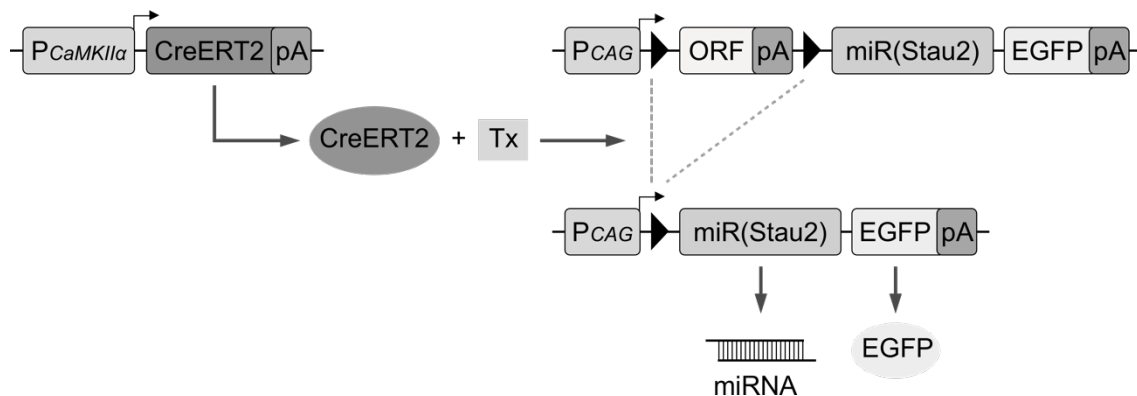 PCaMKIIα CreERT2 pA PCAG ORF pA miR(Stau2) EGFP pA
CreERT2 + Tx
PCAG miR(Stau2) EGFP pA
EGFP
miRNA